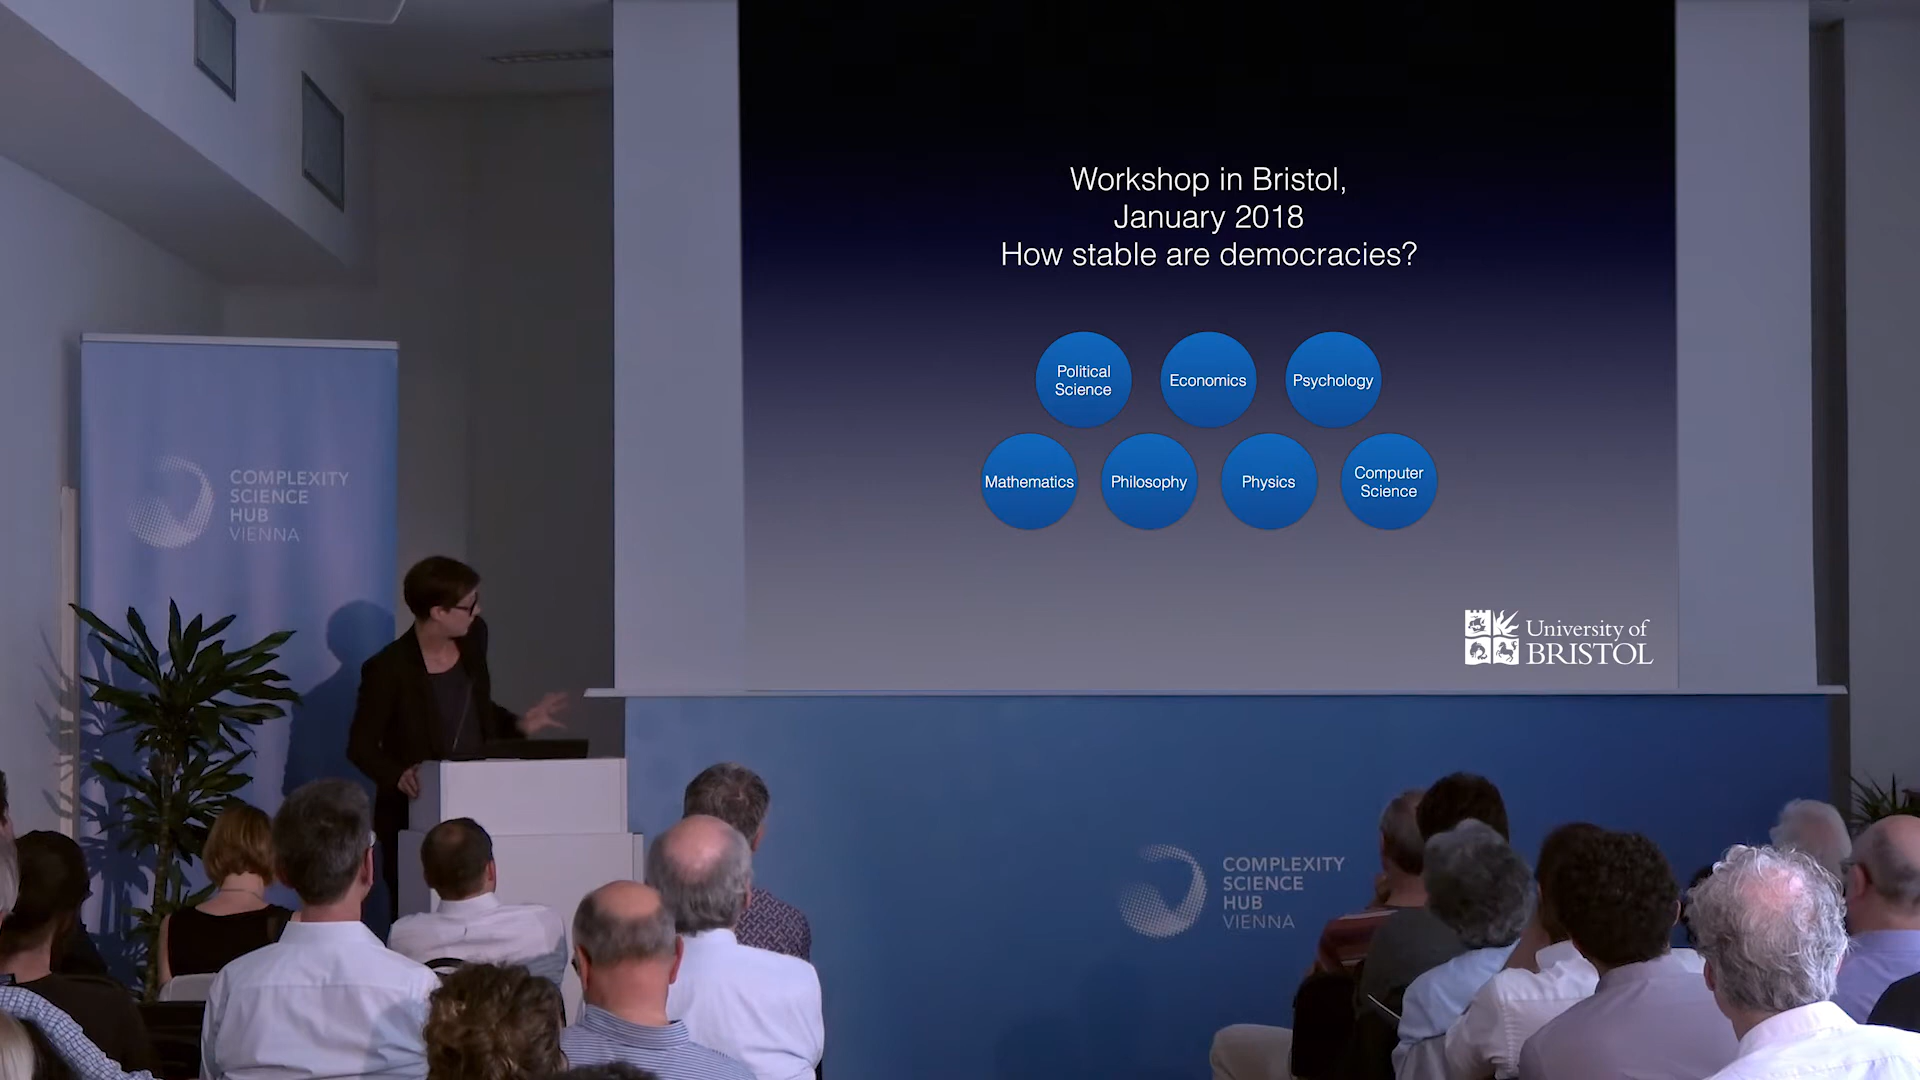 Workshop in Bristol,
January 2018
How stable are democracies?
Political
Science
Economics
Psychology
Mathematics
Philosophy
Physics
Computer
Science
University of
BRISTOL
COMPLEXITY
SCIENCE
HUB
VIENNA
COMPLEXITY
SCIENCE
HUB
VIENNA